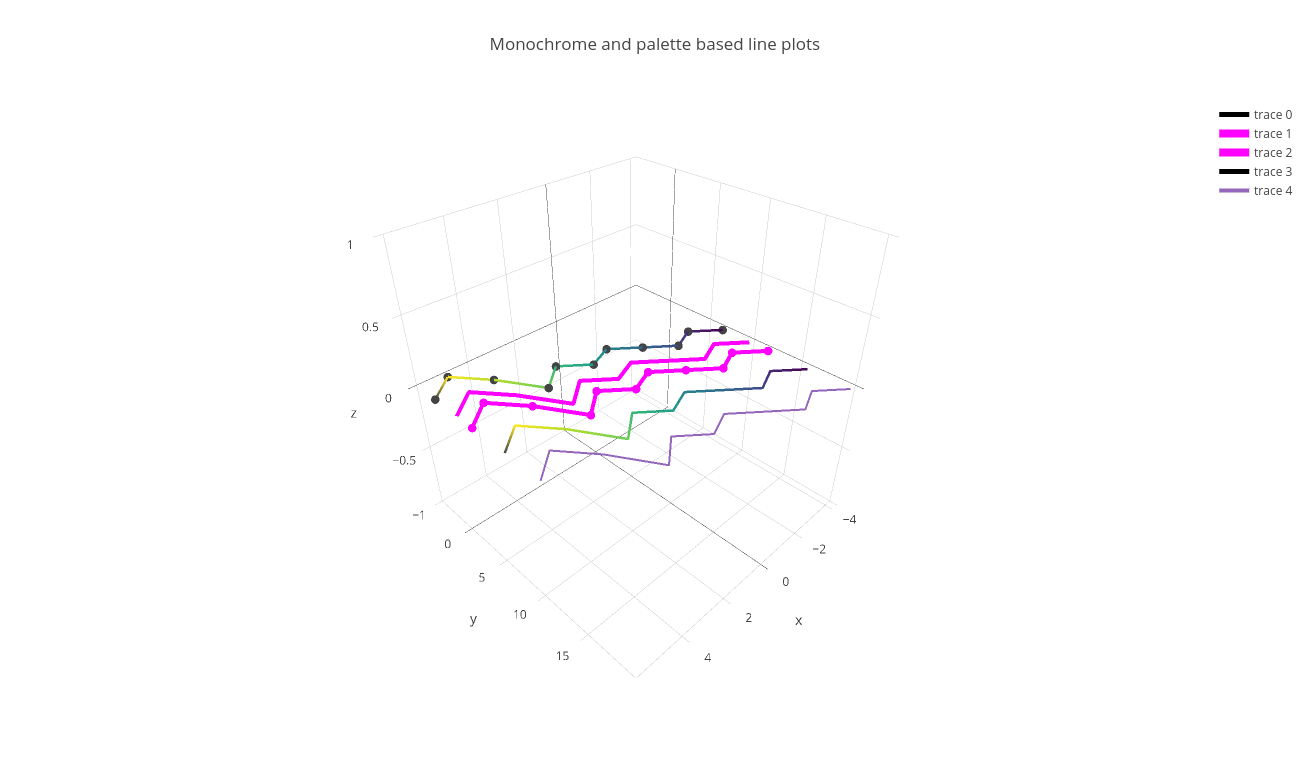 Monochrome and palette based line plots
trace 0
trace 1
trace 2
trace 3
trace 4
1
0.5
0
−0.5
−1
z
0
5
10
15
y
−4
−2
0
2
4
x